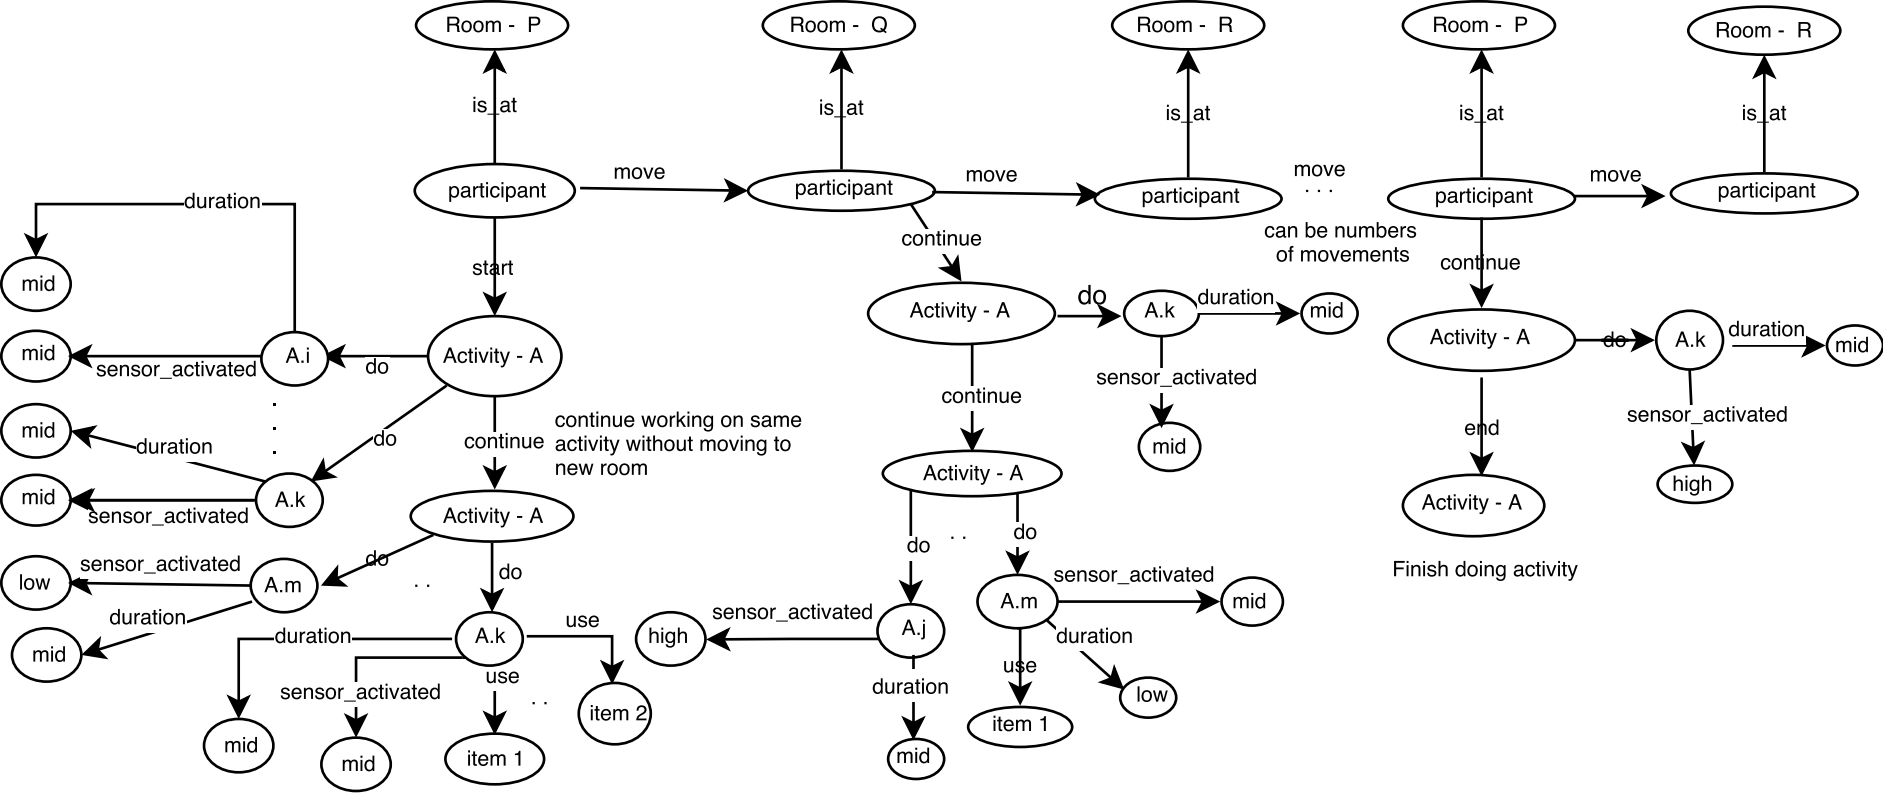 Room - P
Room - Q
Room - R
Room - P
Room - R
is_at
is_at
is_at
is_at
is_at
participant
move
participant
move
participant
move
. . .
can be numbers
of movements
participant
move
participant
duration
mid
start
continue
continue
mid
sensor_activated
A.i
do
Activity - A
Activity - A
do
A.k
duration
mid
Activity - A
do
A.k
duration
mid
.
.
.
mid
duration
do
continue
continue working on same
activity without moving to
new room
continue
sensor_activated
mid
end
sensor_activated
high
mid
sensor_activated
A.k
Activity - A
Activity - A
Activity - A
Finish doing activity
low
sensor_activated
A.m
do
. .
do
do
. .
do
duration
mid
duration
A.k
use
high
sensor_activated
A.j
A.m
sensor_activated
mid
sensor_activated
use
. .
item 2
duration
use
duration
low
mid
mid
item 1
mid
item 1